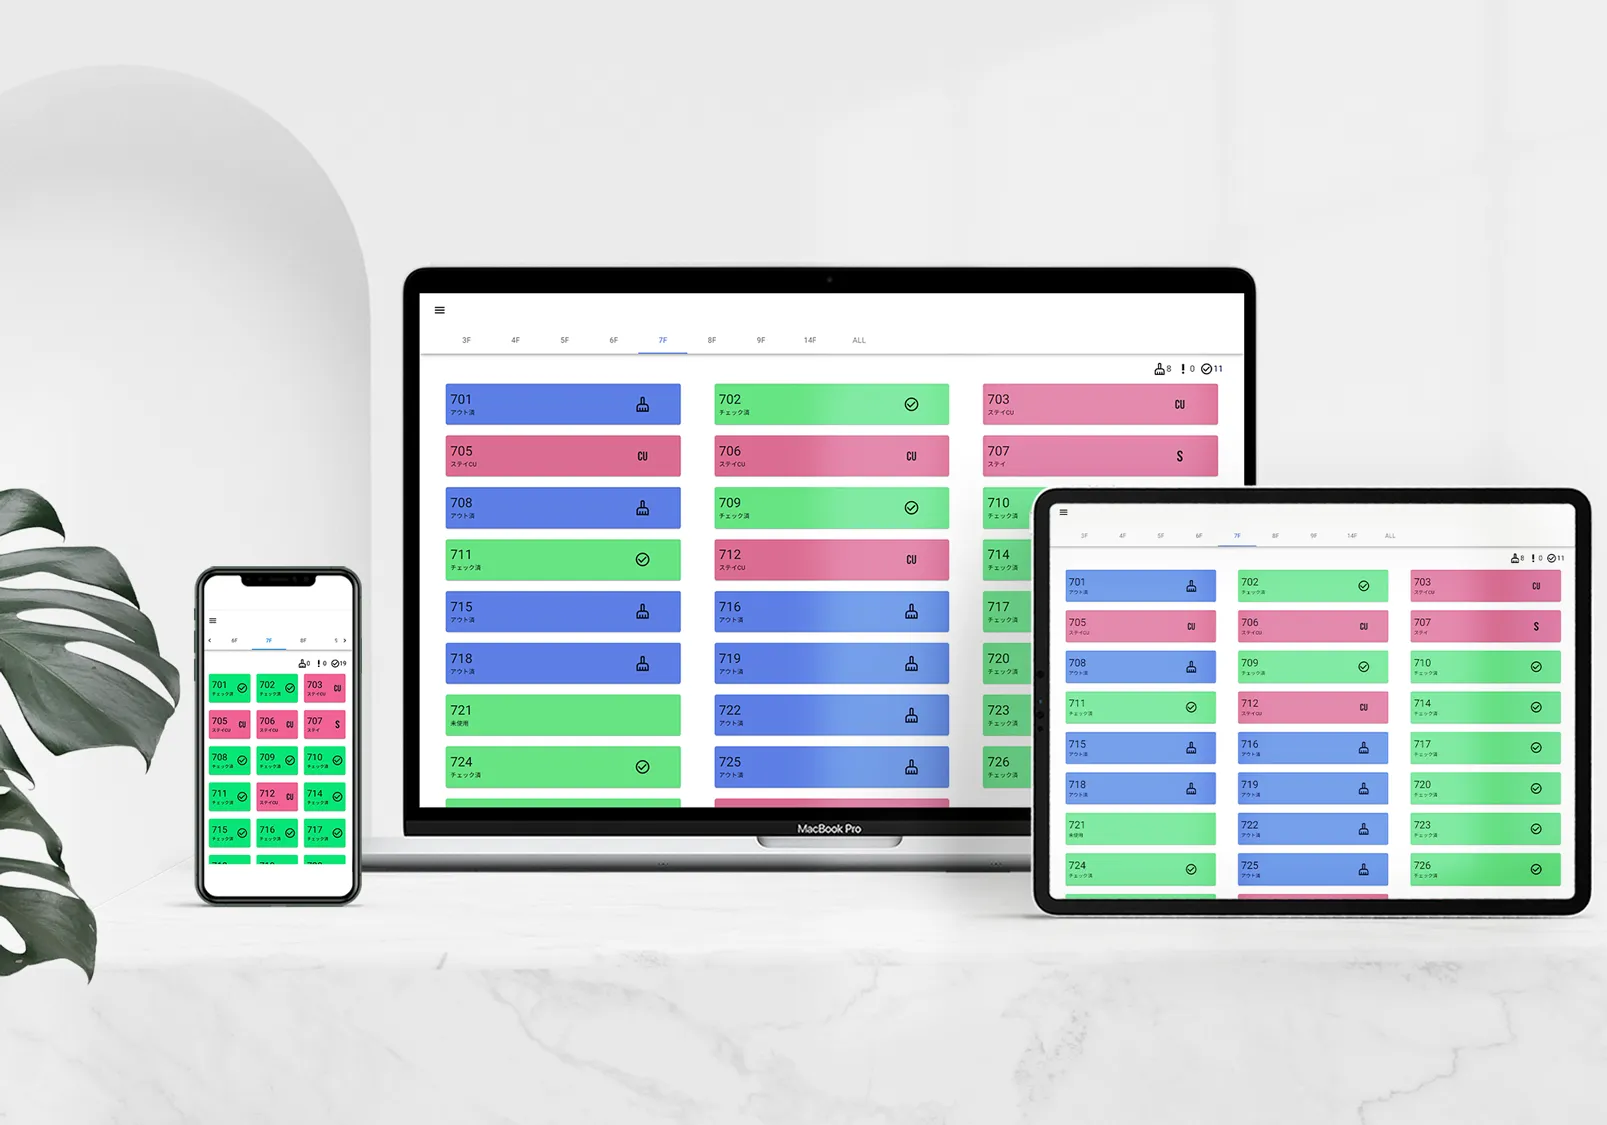 3F 4F 5F 6F 7F 8F 9F 14F ALL
8 ! 0 11
701
アウト済
702
チェック済
703
ステイCU
CU
705
ステイCU
CU
706
ステイCU
CU
707
ステイ
S
708
アウト済
709
チェック済
710
チェック済
711
チェック済
712
ステイCU
CU
714
チェック済
715
アウト済
716
アウト済
717
チェック済
718
アウト済
719
アウト済
720
チェック済
721
未使用
722
アウト済
723
チェック済
724
チェック済
725
アウト済
726
チェック済
MacBook Pro
6F 7F 8F
0 ! 0 19
701
チェック済
702
チェック済
703
ステイCU
CU
705
ステイCU
CU
706
ステイCU
CU
707
ステイ
S
708
チェック済
709
チェック済
710
チェック済
711
チェック済
712
ステイCU
CU
714
チェック済
715
チェック済
716
チェック済
717
チェック済
3F 4F 5F 6F 7F 8F 9F 14F ALL
8 ! 0 11
701
アウト済
702
チェック済
703
ステイCU
CU
705
ステイCU
CU
706
ステイCU
CU
707
ステイ
S
708
アウト済
709
チェック済
710
チェック済
711
チェック済
712
ステイCU
CU
714
チェック済
715
アウト済
716
アウト済
717
チェック済
718
アウト済
719
アウト済
720
チェック済
721
未使用
722
アウト済
723
チェック済
724
チェック済
725
アウト済
726
チェック済